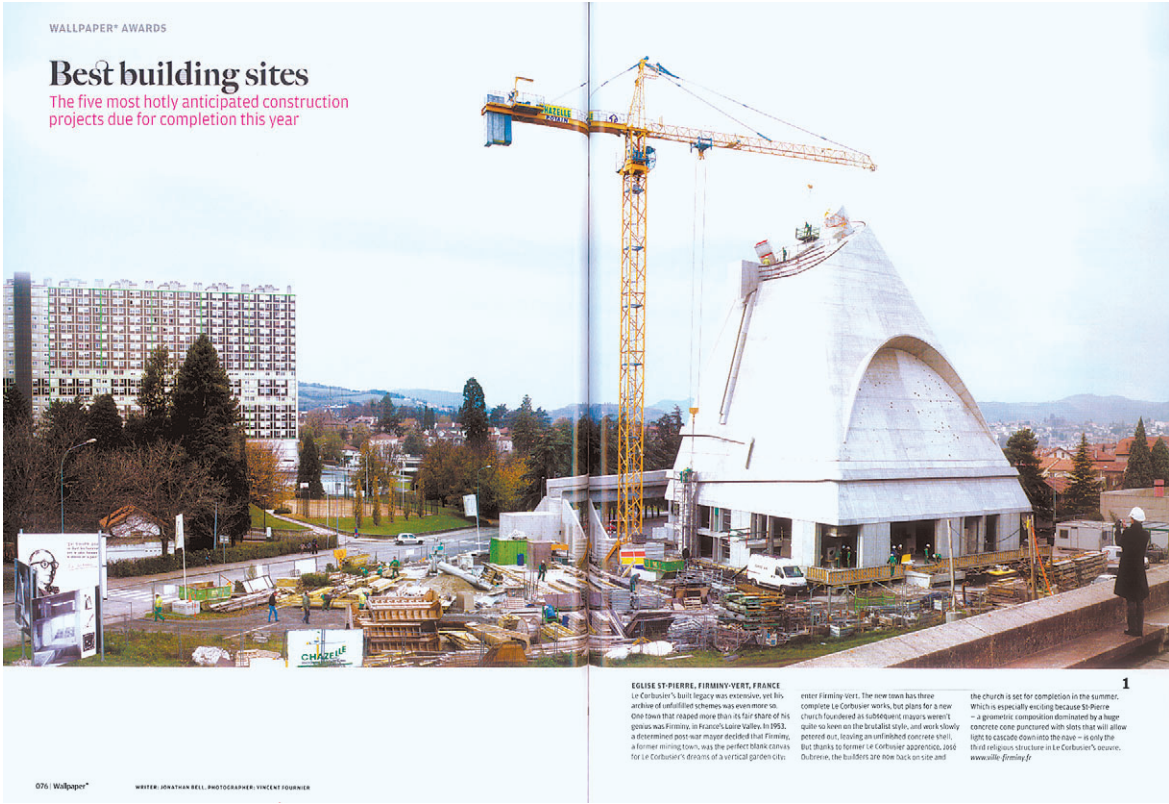 WALLPAPER* AWARDS
Best building sites
The five most hotly anticipated construction
projects due for completion this year
CHAZELLE
POTAIN
CHAZELLE
1
EGLISE ST-PIERRE, FIRMINY-VERT, FRANCE
Le Corbusier's built legacy was extensive, yet his
archive of unfulfilled schemes was even more so.
One town that reaped more than its fair share of his
genius was Firminy, in France's Loire Valley. In 1953,
a determined post-war mayor decided that Firminy,
a former mining town, was the perfect blank canvas
for Le Corbusier's dreams of a vertical garden city;
enter Firminy-Vert. The new town has three
complete Le Corbusier works, but plans for a new
church foundered as subsequent mayors weren't
quite so keen on the brutalist style, and work slowly
petered out, leaving an unfinished concrete shell.
But thanks to former Le Corbusier apprentice, José
Oubrerie, the builders are now back on site and
the church is set for completion in the summer.
Which is especially exciting because St-Pierre
– a geometric composition dominated by a huge
concrete cone punctured with slots that will allow
light to cascade down into the nave – is only the
third religious structure in Le Corbusier's oeuvre.
www.ville-firminy.fr
076 | Wallpaper*
WRITER: JONATHAN BELL, PHOTOGRAPHER: VINCENT FOURNIER